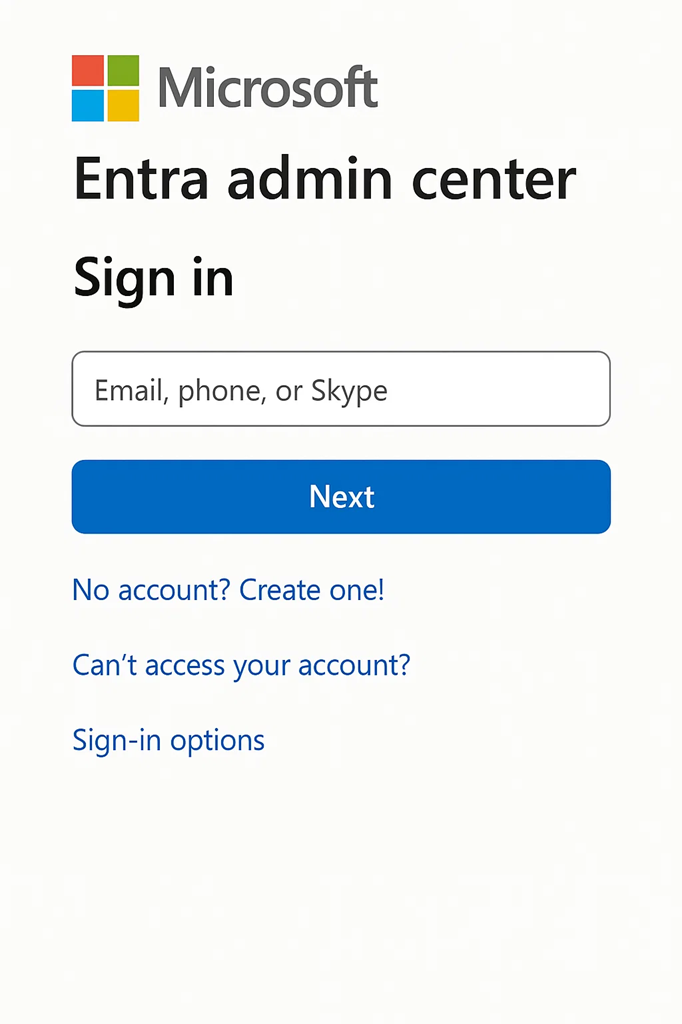 Microsoft
Entra admin center
Sign in
Email, phone, or Skype
Next
No account? Create one!
Can’t access your account?
Sign-in options